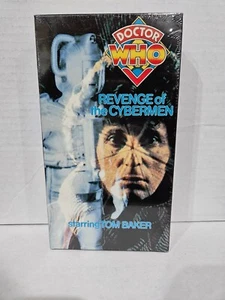 DOCTOR
WHO
REVENGE of
the CYBERMEN
starring TOM BAKER